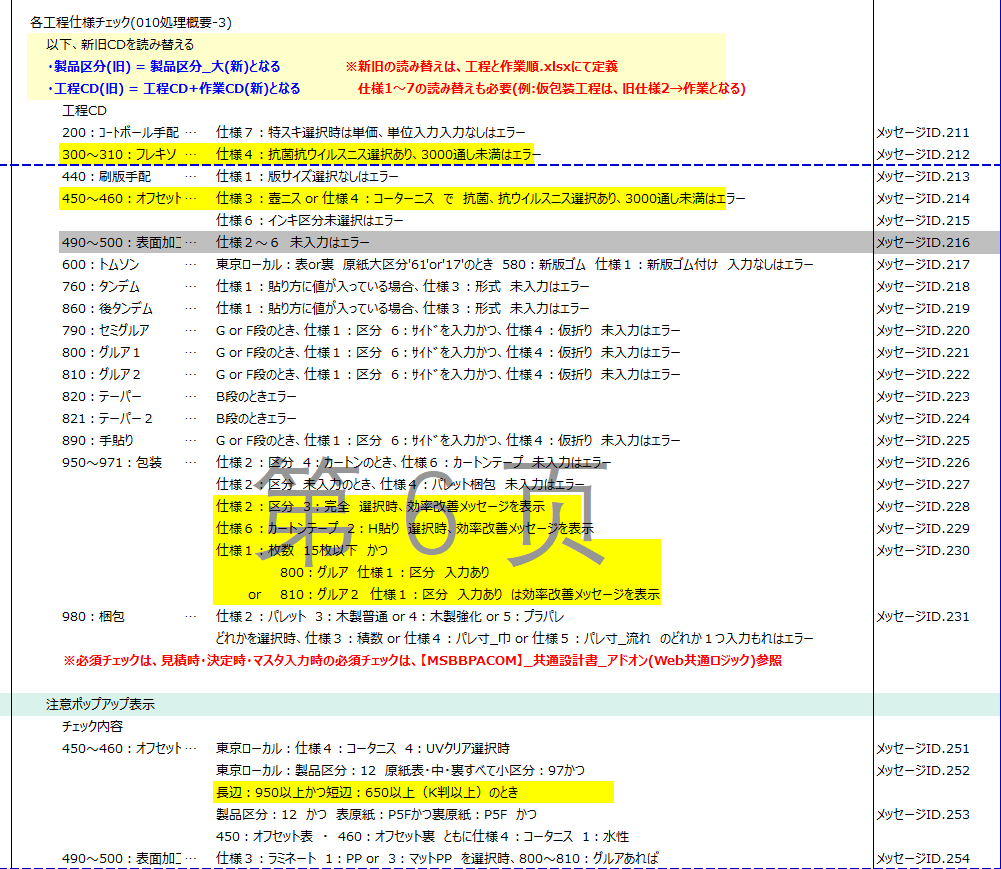 各工程仕様チェック(010処理概要-3)
以下、新旧CDを読み替える
・製品区分(旧) = 製品区分_大(新)となる　※新旧の読み替えは、工程と作業順.xlsxにて定義
・工程CD(旧) = 工程CD+作業CD(新)となる　仕様1～7の読み替えも必要(例:仮包装工程は、旧仕様2→作業となる)
工程CD
200：ｺｰﾄﾎﾞｰﾙ手配 … 仕様７：特スキ選択時は単価、単位入力入力なしはエラー　ﾒｯｾｰｼﾞID.211
300～310：フレキソ … 仕様４：抗菌抗ウイルスニス選択あり、3000通し未満はエラー　ﾒｯｾｰｼﾞID.212
440：刷版手配 … 仕様１：版サイズ選択なしはエラー　ﾒｯｾｰｼﾞID.213
450～460：オフセット … 仕様３：壺ニス or 仕様４：コーターニス　で　抗菌、抗ウイルスニス選択あり、3000通し未満はエラー　ﾒｯｾｰｼﾞID.214
仕様６：インキ区分未選択はエラー　ﾒｯｾｰｼﾞID.215
490～500：表面加工 … 仕様２～６　未入力はエラー　ﾒｯｾｰｼﾞID.216
600：トムソン … 東京ローカル：表or裏　原紙大区分'61'or'17'のとき　580：新版ゴム　仕様１：新版ゴム付け　入力なしはエラー　ﾒｯｾｰｼﾞID.217
760：タンデム … 仕様１：貼り方に値が入っている場合、仕様３：形式　未入力はエラー　ﾒｯｾｰｼﾞID.218
860：後タンデム … 仕様１：貼り方に値が入っている場合、仕様３：形式　未入力はエラー　ﾒｯｾｰｼﾞID.219
790：セミグルア … G or F段のとき、仕様１：区分　6：ｻｲﾄﾞを入力かつ、仕様４：仮折り　未入力はエラー　ﾒｯｾｰｼﾞID.220
800：グルア１ … G or F段のとき、仕様１：区分　6：ｻｲﾄﾞを入力かつ、仕様４：仮折り　未入力はエラー　ﾒｯｾｰｼﾞID.221
810：グルア２ … G or F段のとき、仕様１：区分　6：ｻｲﾄﾞを入力かつ、仕様４：仮折り　未入力はエラー　ﾒｯｾｰｼﾞID.222
820：テーパー … B段のときエラー　ﾒｯｾｰｼﾞID.223
821：テーパー２ … B段のときエラー　ﾒｯｾｰｼﾞID.224
890：手貼り … G or F段のとき、仕様１：区分　6：ｻｲﾄﾞを入力かつ、仕様４：仮折り　未入力はエラー　ﾒｯｾｰｼﾞID.225
950～971：包装 … 仕様２：区分　4：カートンのとき、仕様６：カートンテープ　未入力はエラー　ﾒｯｾｰｼﾞID.226
仕様２：区分　未入力のとき、仕様４：パレット梱包　未入力はエラー　ﾒｯｾｰｼﾞID.227
仕様２：区分　3：完全　選択時、効率改善メッセージを表示　ﾒｯｾｰｼﾞID.228
仕様６：カートンテープ　2：H貼り　選択時、効率改善メッセージを表示　ﾒｯｾｰｼﾞID.229
仕様１：枚数　15枚以下　かつ　ﾒｯｾｰｼﾞID.230
800：グルア　仕様１：区分　入力あり
or　810：グルア２　仕様１：区分　入力あり　は効率改善メッセージを表示
第 6 页
980：梱包 … 仕様２：パレット　3：木製普通 or 4：木製強化 or 5：プラパレ　ﾒｯｾｰｼﾞID.231
どれかを選択時、仕様３：積数 or 仕様４：パレ寸_巾 or 仕様５：パレ寸_流れ　のどれか１つ入力もれはエラー
※必須チェックは、見積時・決定時・マスタ入力時の必須チェックは、【MSBBPACOM】_共通設計書_アドオン(Web共通ロジック)参照
注意ポップアップ表示
チェック内容
450～460：オフセット … 東京ローカル：仕様４：コータニス　4：UVクリア選択時　ﾒｯｾｰｼﾞID.251
東京ローカル：製品区分：12　原紙表・中・裏すべて小区分：97かつ　ﾒｯｾｰｼﾞID.252
長辺：950以上かつ短辺：650以上（K判以上）のとき
製品区分：12　かつ　表原紙：P5Fかつ裏原紙：P5F　かつ　ﾒｯｾｰｼﾞID.253
450：オフセット表　・　460：オフセット裏　ともに仕様４：コータニス　1：水性
490～500：表面加工 … 仕様３：ラミネート　1：PP or　3：マットPP　を選択時、800～810：グルアあれば　ﾒｯｾｰｼﾞID.254